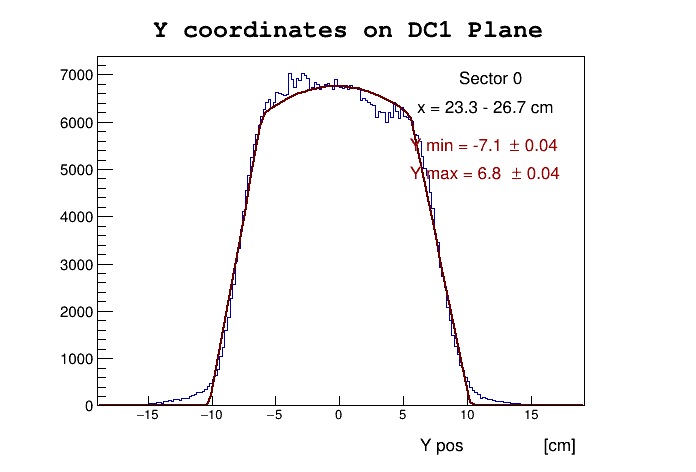 Y coordinates on DC1 Plane
Sector 0
x = 23.3 - 26.7 cm
Y min = -7.1 ± 0.04
Y max = 6.8 ± 0.04
7000
6000
5000
4000
3000
2000
1000
0
−15 −10 −5 0 5 10 15
Y pos [cm]